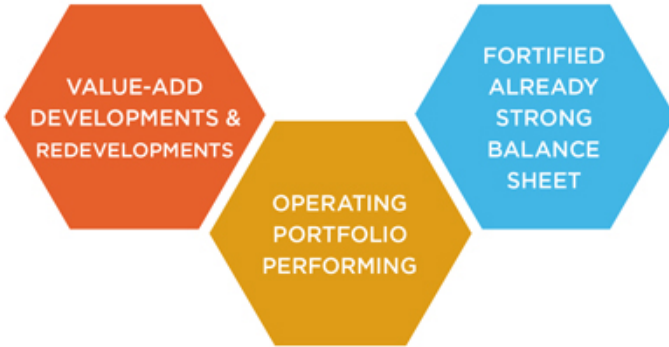 VALUE-ADD
DEVELOPMENTS &
REDEVELOPMENTS
OPERATING
PORTFOLIO
PERFORMING
FORTIFIED
ALREADY
STRONG
BALANCE
SHEET